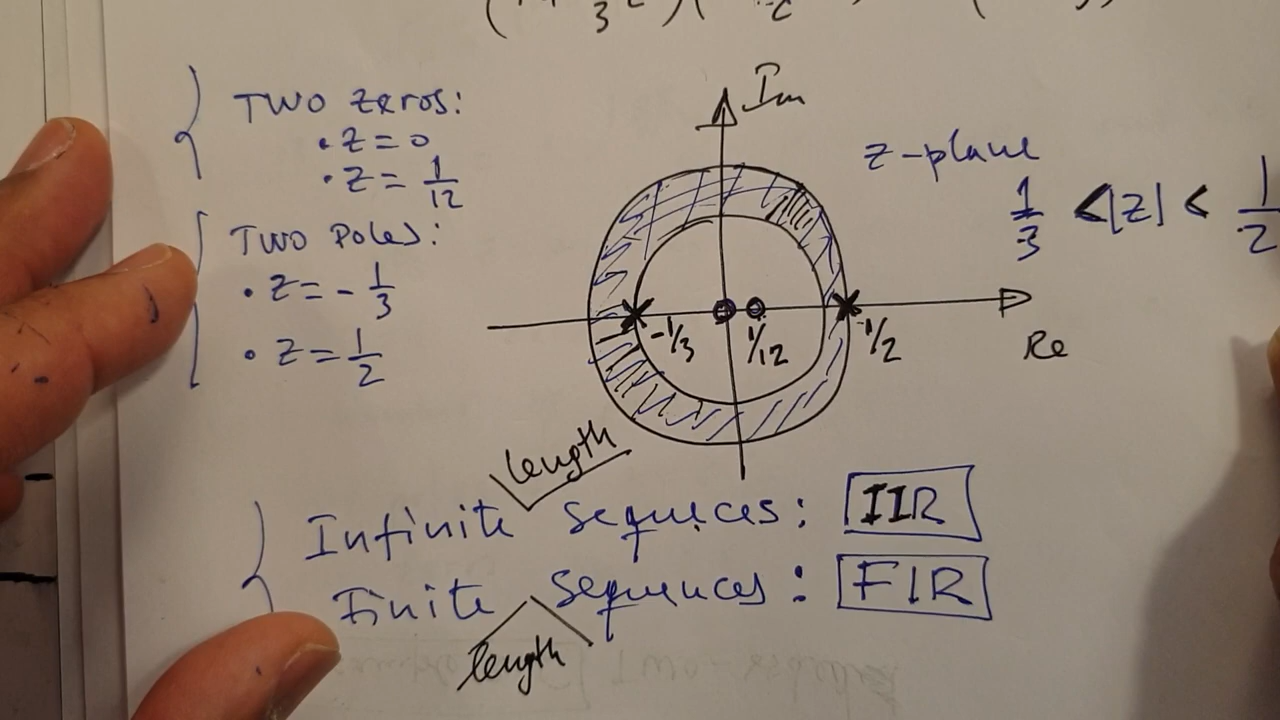 TWO zeros:
• z = 0
• z = 1/12
TWO Poles:
• z = - 1/3
• z = 1/2
Im
z-plane
1/3 < |z| < 1/2
-1/3
1/12
1/2
Re
length
Infinite sequeces: IIR
Finite sequences: FIR
length